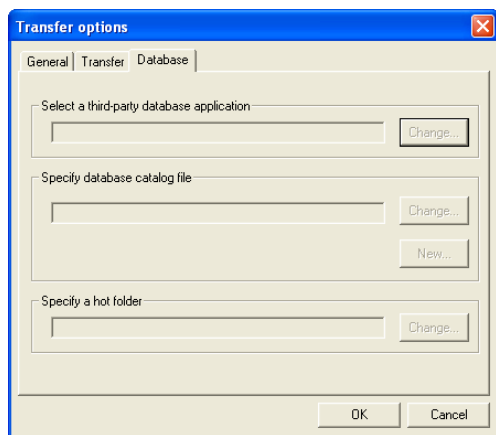 Transfer options
General Transfer Database
Select a third-party database application
Change...
Specify database catalog file
Change...
New...
Specify a hot folder
Change...
OK Cancel